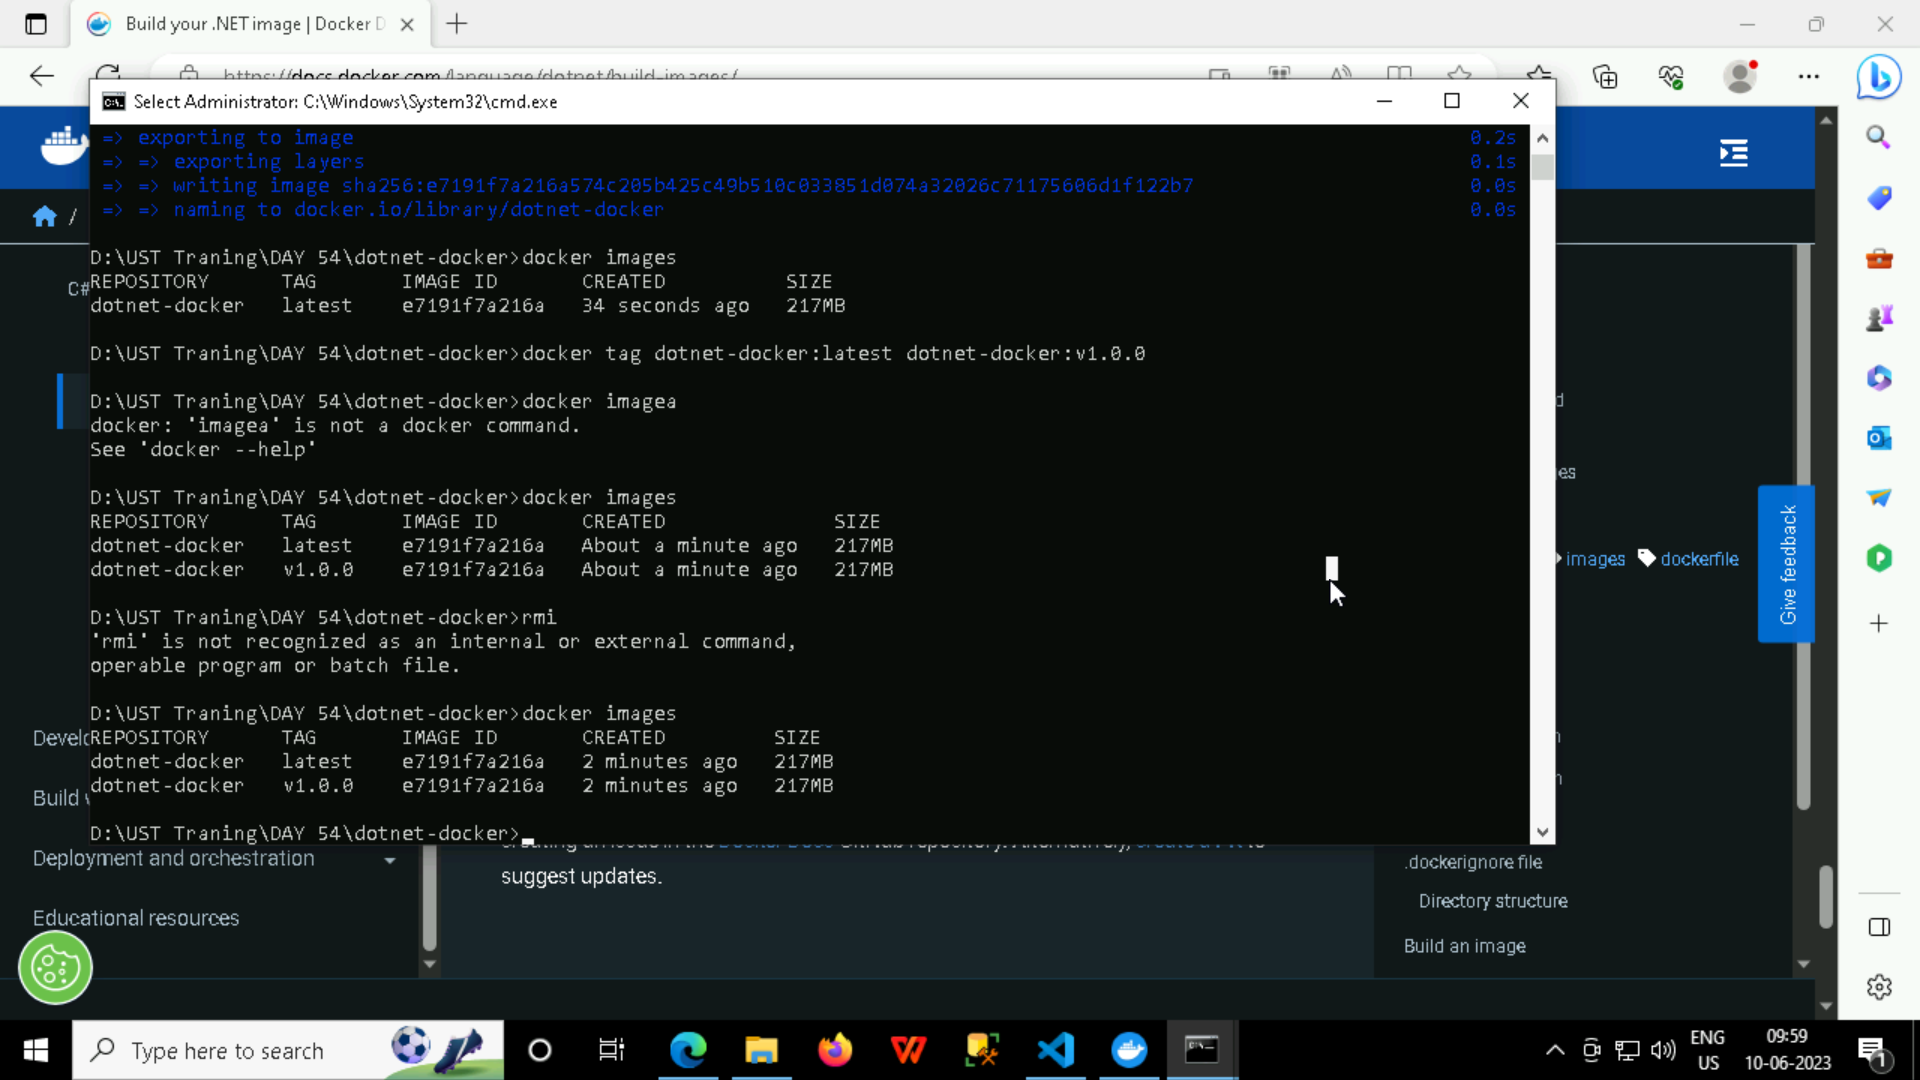 Build your .NET image | Docker D
https://docs.docker.com/language/dotnet/build-images/
Select Administrator: C:\Windows\System32\cmd.exe
=> exporting to image 0.2s
=> => exporting layers 0.1s
=> => writing image sha256:e7191f7a216a574c205b425c49b510c033851d074a32026c71175606d1f122b7 0.0s
=> => naming to docker.io/library/dotnet-docker 0.0s
/
D:\UST Traning\DAY 54\dotnet-docker>docker images
C#
REPOSITORY TAG IMAGE ID CREATED SIZE
dotnet-docker latest e7191f7a216a 34 seconds ago 217MB
D:\UST Traning\DAY 54\dotnet-docker>docker tag dotnet-docker:latest dotnet-docker:v1.0.0
D:\UST Traning\DAY 54\dotnet-docker>docker imagea
docker: 'imagea' is not a docker command.
See 'docker --help'
D:\UST Traning\DAY 54\dotnet-docker>docker images
REPOSITORY TAG IMAGE ID CREATED SIZE
dotnet-docker latest e7191f7a216a About a minute ago 217MB
dotnet-docker v1.0.0 e7191f7a216a About a minute ago 217MB
D:\UST Traning\DAY 54\dotnet-docker>rmi
'rmi' is not recognized as an internal or external command,
operable program or batch file.
D:\UST Traning\DAY 54\dotnet-docker>docker images
REPOSITORY TAG IMAGE ID CREATED SIZE
dotnet-docker latest e7191f7a216a 2 minutes ago 217MB
dotnet-docker v1.0.0 e7191f7a216a 2 minutes ago 217MB
D:\UST Traning\DAY 54\dotnet-docker>
images dockerfile
Give feedback
Build
Deployment and orchestration
Educational resources
suggest updates.
.dockerignore file
Directory structure
Build an image
Type here to search
ENG
US
09:59
10-06-2023
1